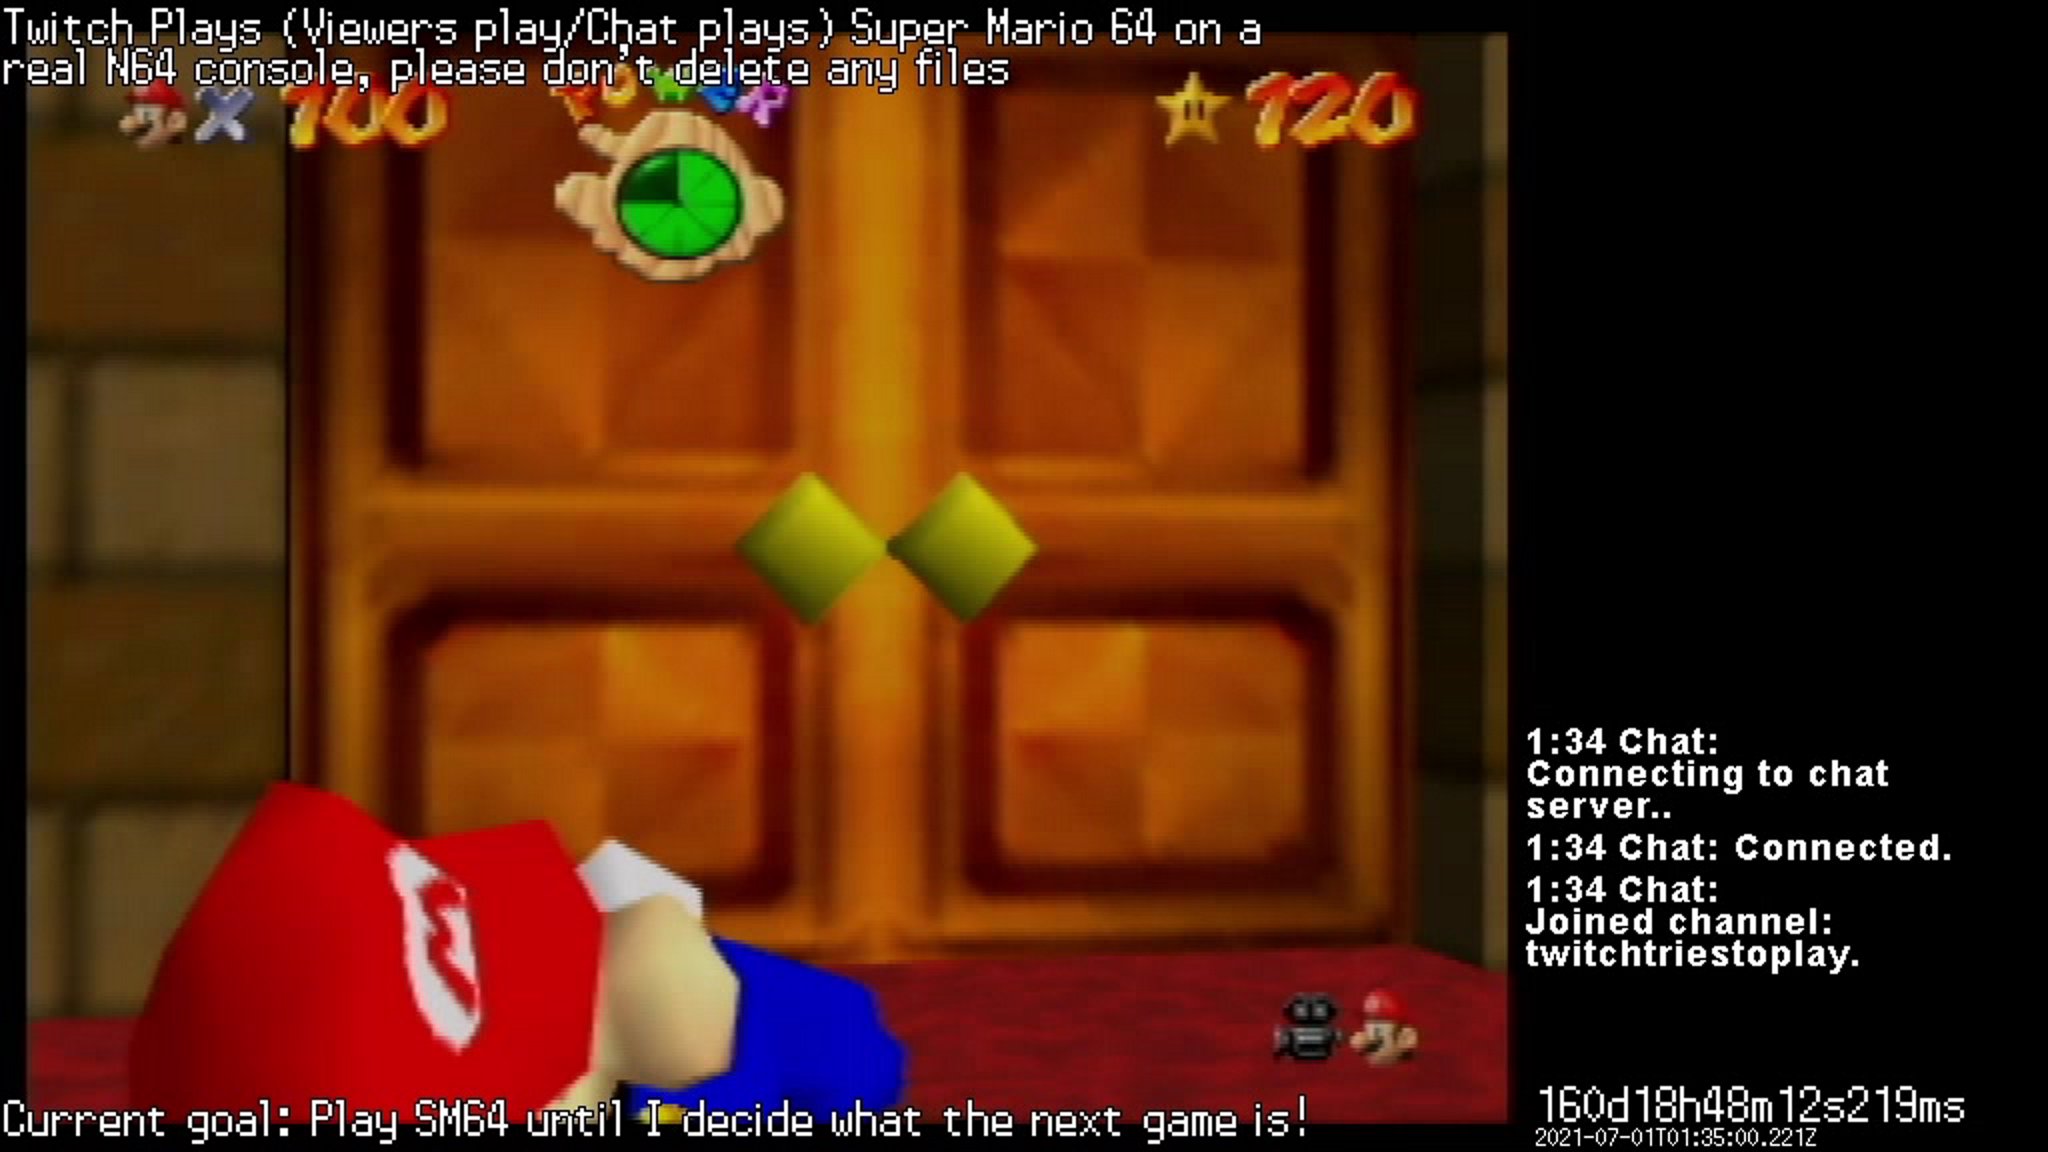 Twitch Plays (Viewers play/Chat plays) Super Mario 64 on a
real N64 console, please don't delete any files
× 100
POWER
120
1:34 Chat:
Connecting to chat
server..
1:34 Chat: Connected.
1:34 Chat:
Joined channel:
twitchtriestoplay.
M
Current goal: Play SM64 until I decide what the next game is!
160d18h48m12s219ms
2021-07-01T01:35:00.221Z